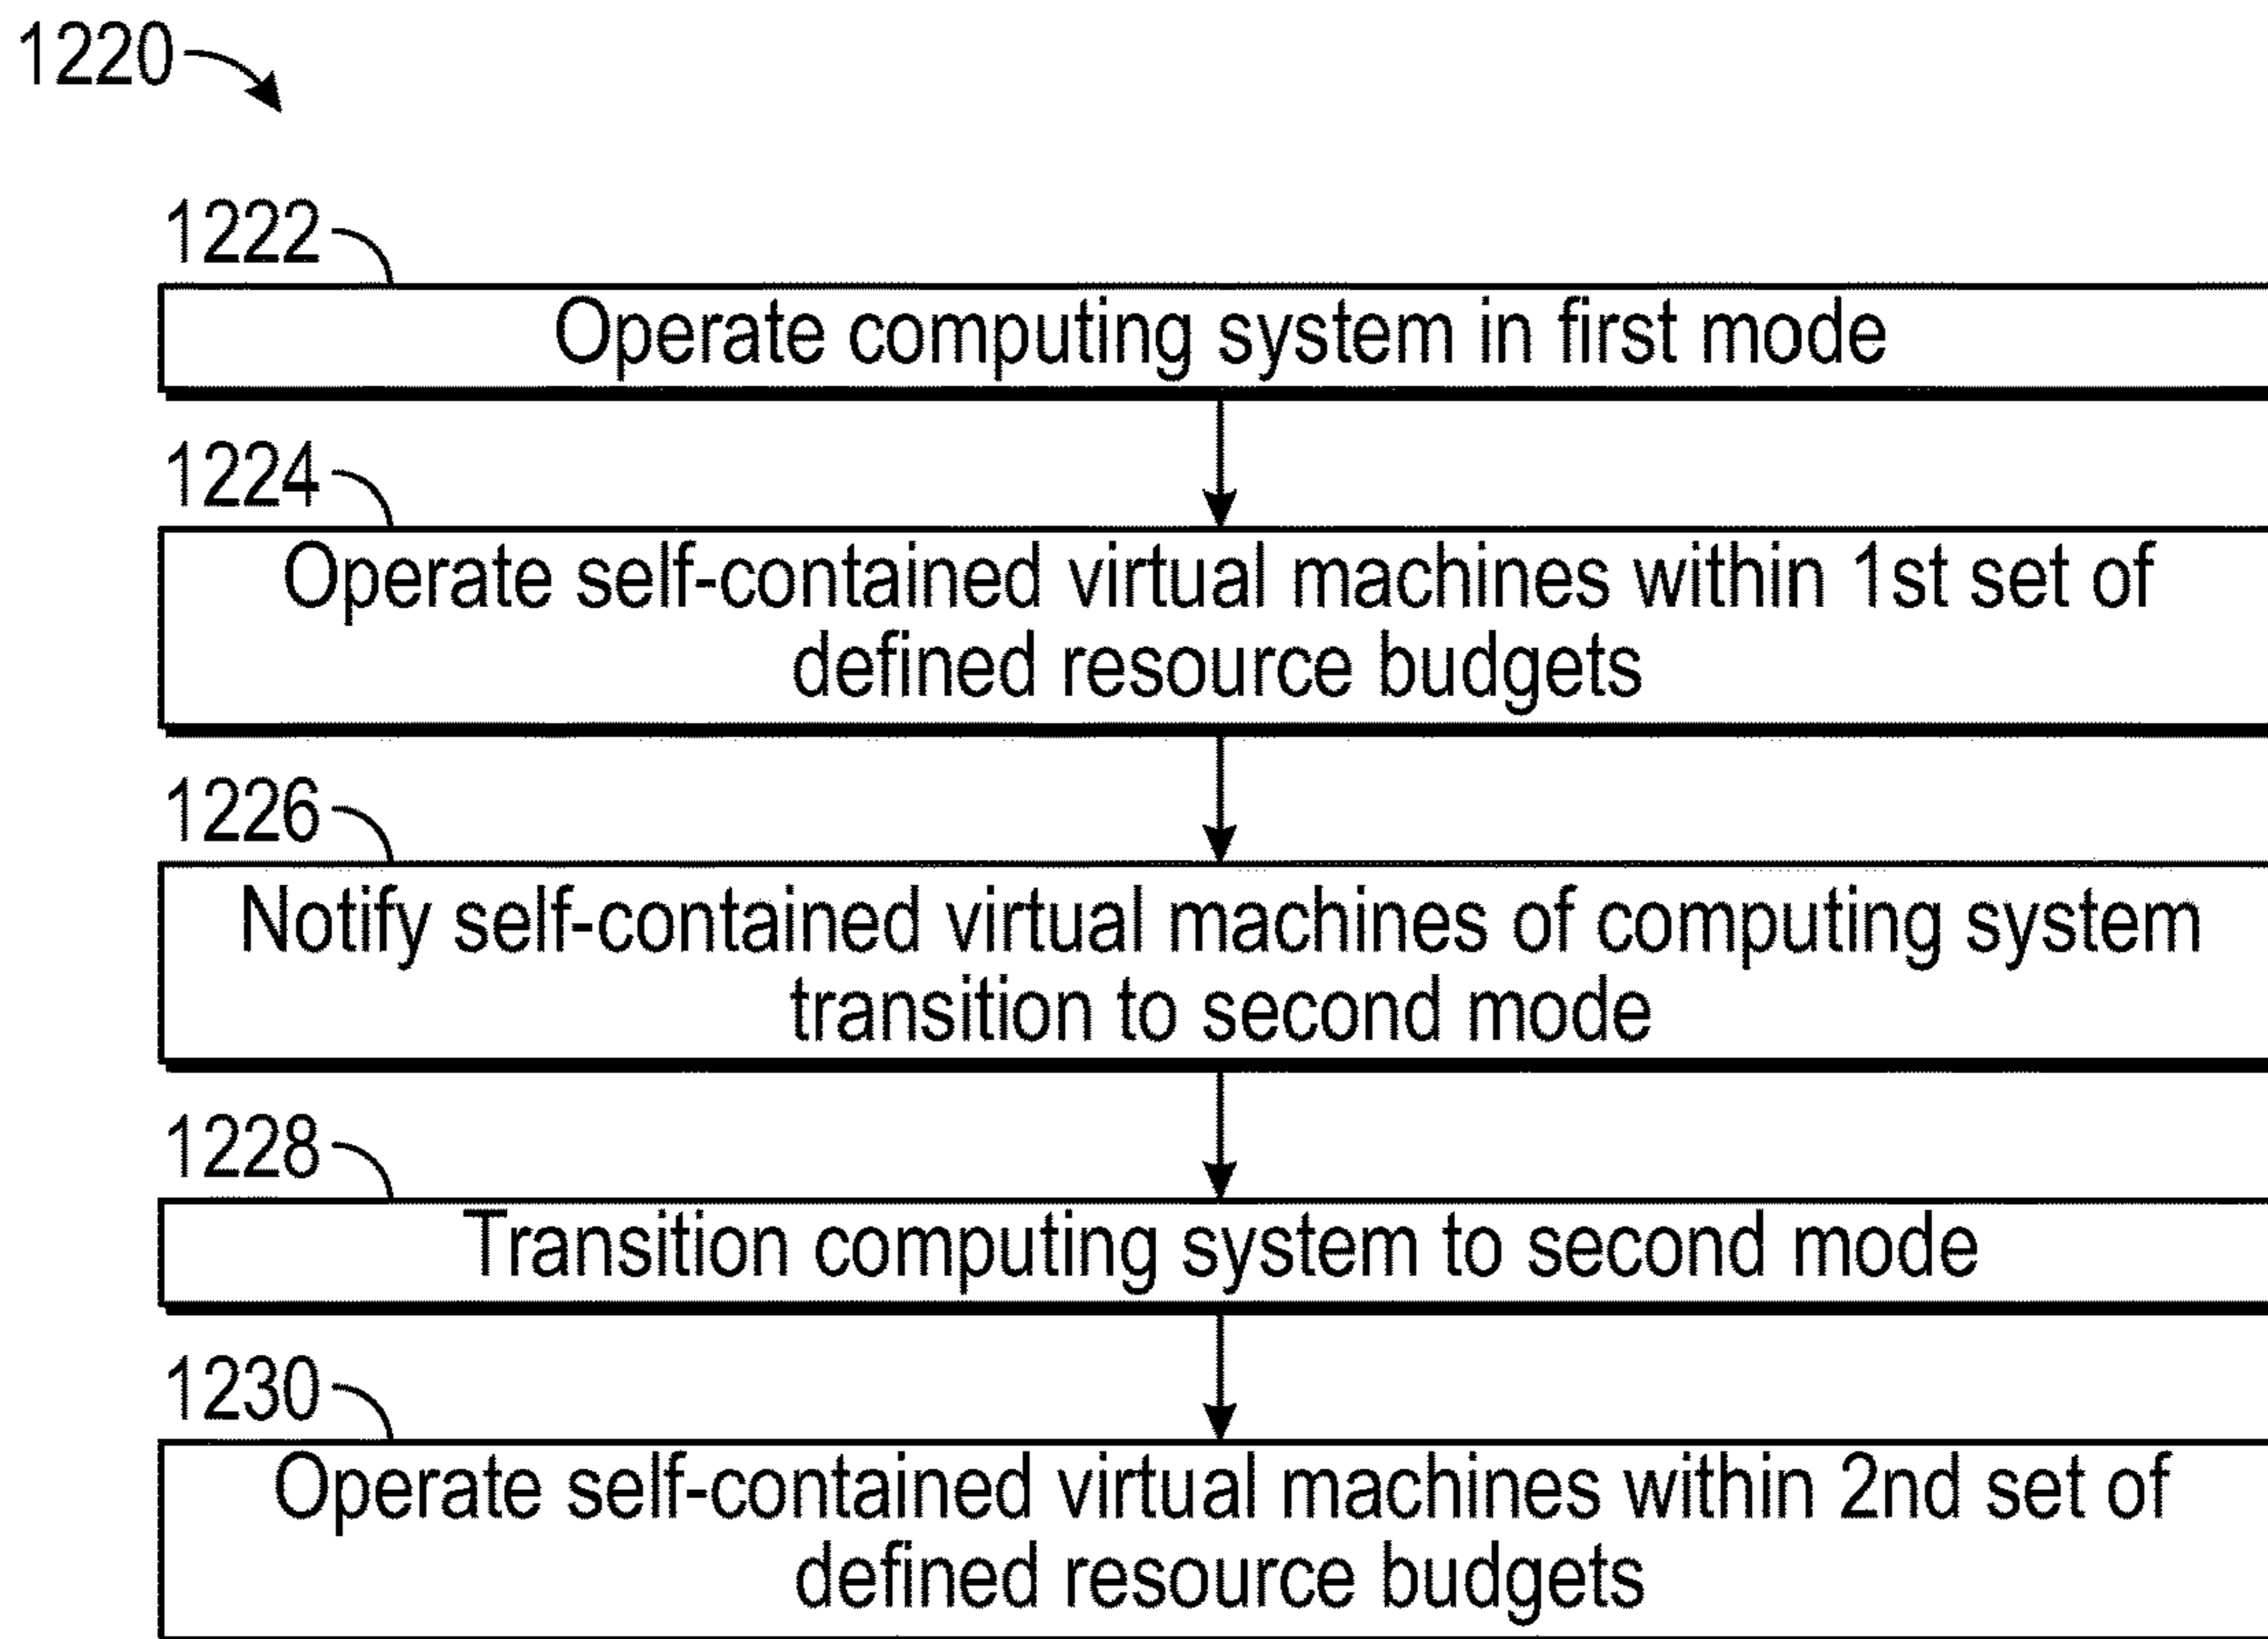 1220
1222
Operate computing system in first mode
1224
Operate self-contained virtual machines within 1st set of
defined resource budgets
1226
Notify self-contained virtual machines of computing system
transition to second mode
1228
Transition computing system to second mode
1230
Operate self-contained virtual machines within 2nd set of
defined resource budgets